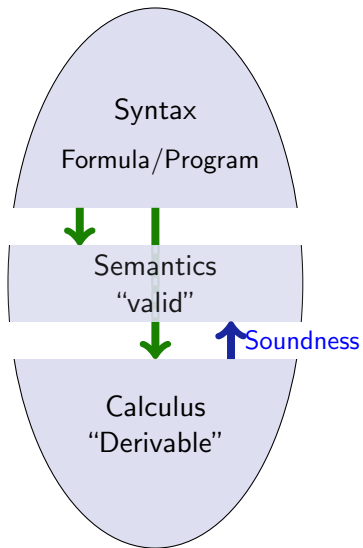 Syntax
Formula/Program
Semantics
“valid”
Soundness
Calculus
“Derivable”